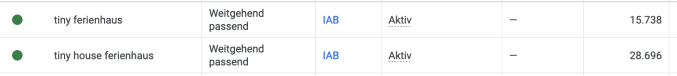 tiny ferienhaus Weitgehend passend IAB Aktiv — 15.738
tiny house ferienhaus Weitgehend passend IAB Aktiv — 28.696